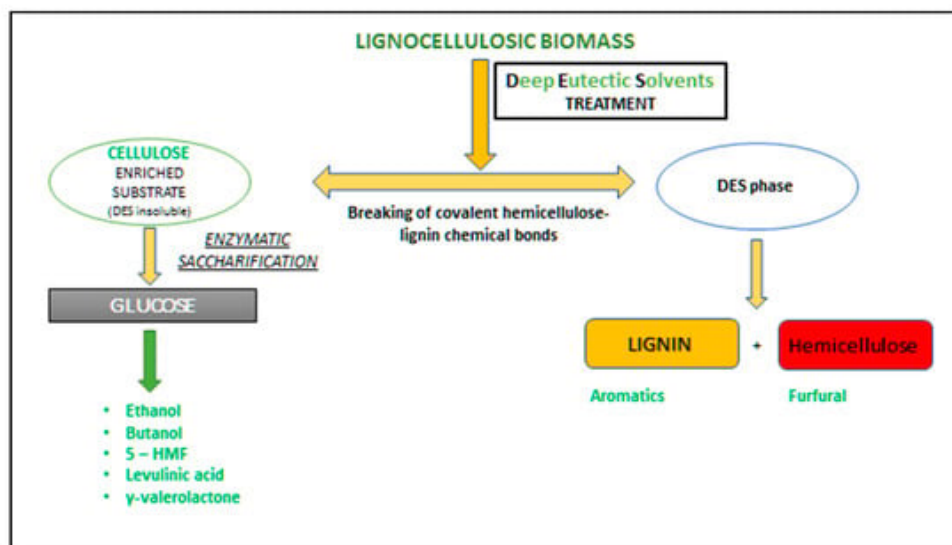 LIGNOCELLULOSIC BIOMASS
Deep Eutectic Solvents
TREATMENT
CELLULOSE
ENRICHED
SUBSTRATE
(DES insoluble)
DES phase
Breaking of covalent hemicellulose-
lignin chemical bonds
ENZYMATIC
SACCHARIFICATION
GLUCOSE
LIGNIN + Hemicellulose
Aromatics
Furfural
• Ethanol
• Butanol
• 5 – HMF
• Levulinic acid
• γ-valerolactone